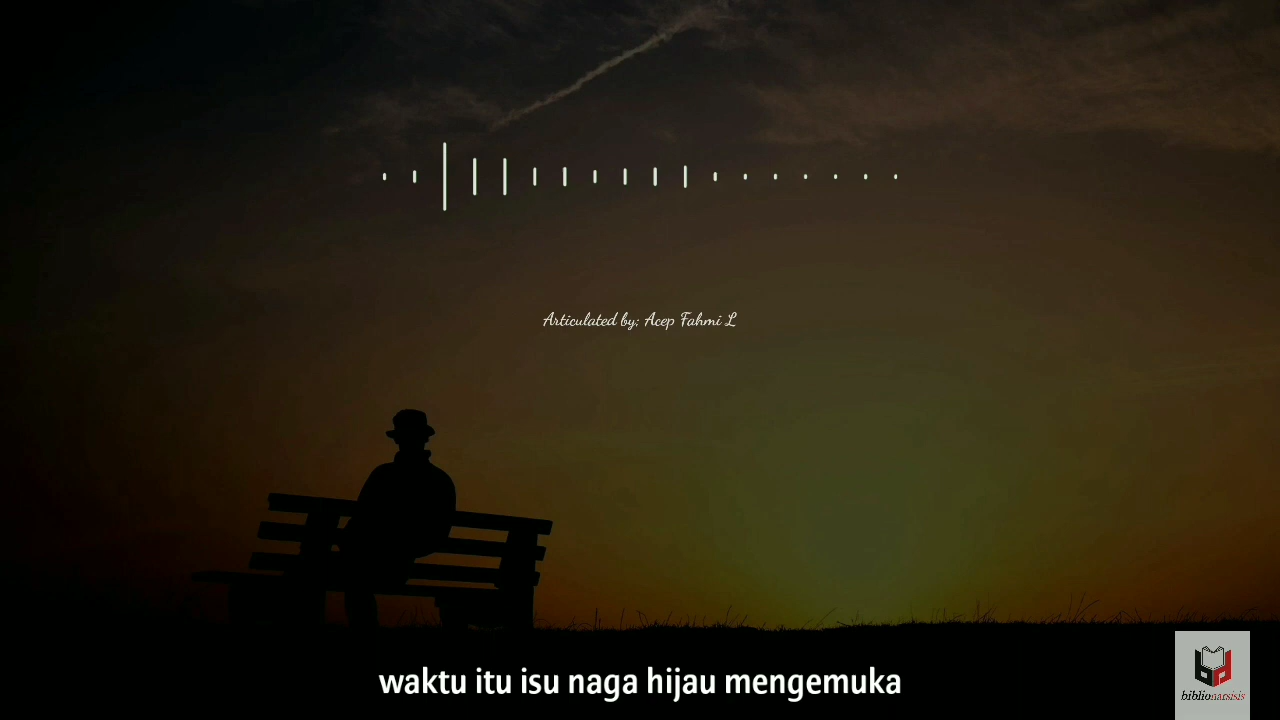 Articulated by; Acep Fahmi L
waktu itu isu naga hijau mengemuka
biblionarsisis